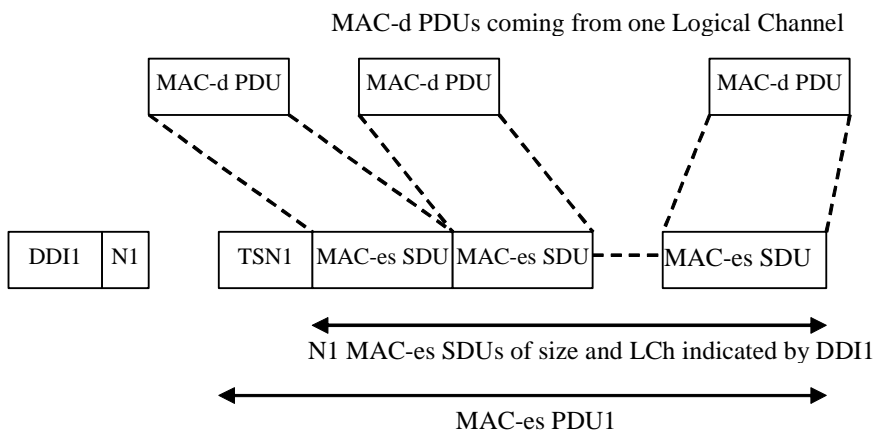 MAC-d PDUs coming from one Logical Channel
MAC-d PDU MAC-d PDU MAC-d PDU
DDI1 N1 TSN1 MAC-es SDU MAC-es SDU MAC-es SDU
N1 MAC-es SDUs of size and LCh indicated by DDI1
MAC-es PDU1